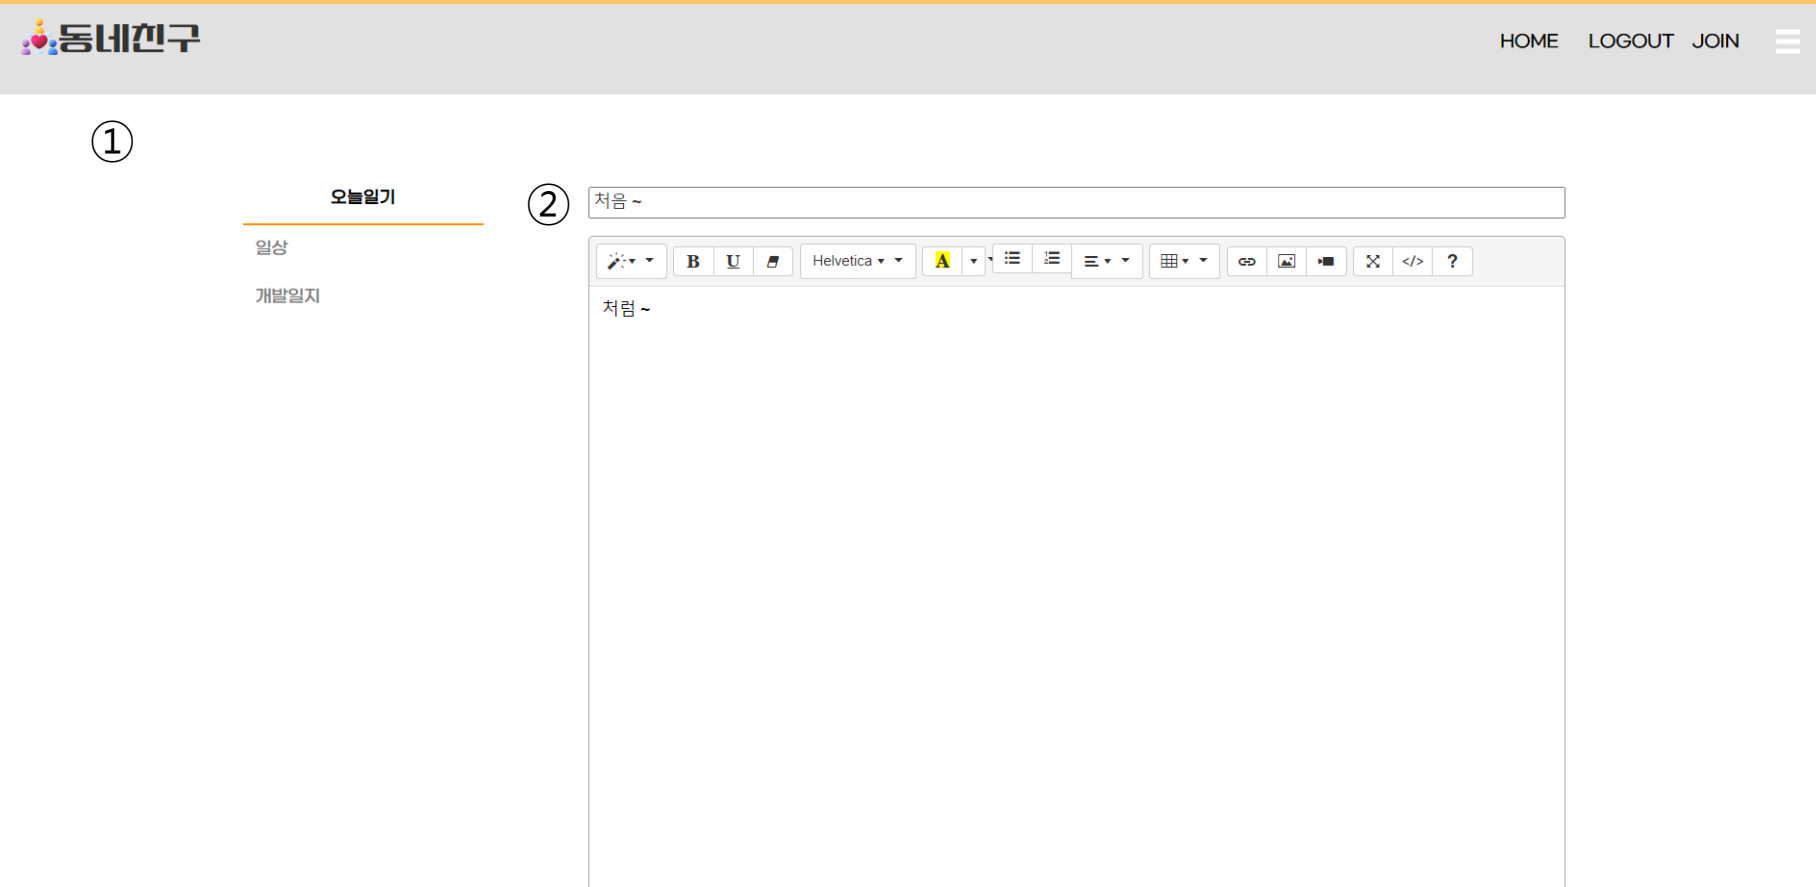 동네친구
HOME LOGOUT JOIN
①
오늘일기
일상
개발일지
② 처음 ~
B U Helvetica A </> ?
처럼 ~